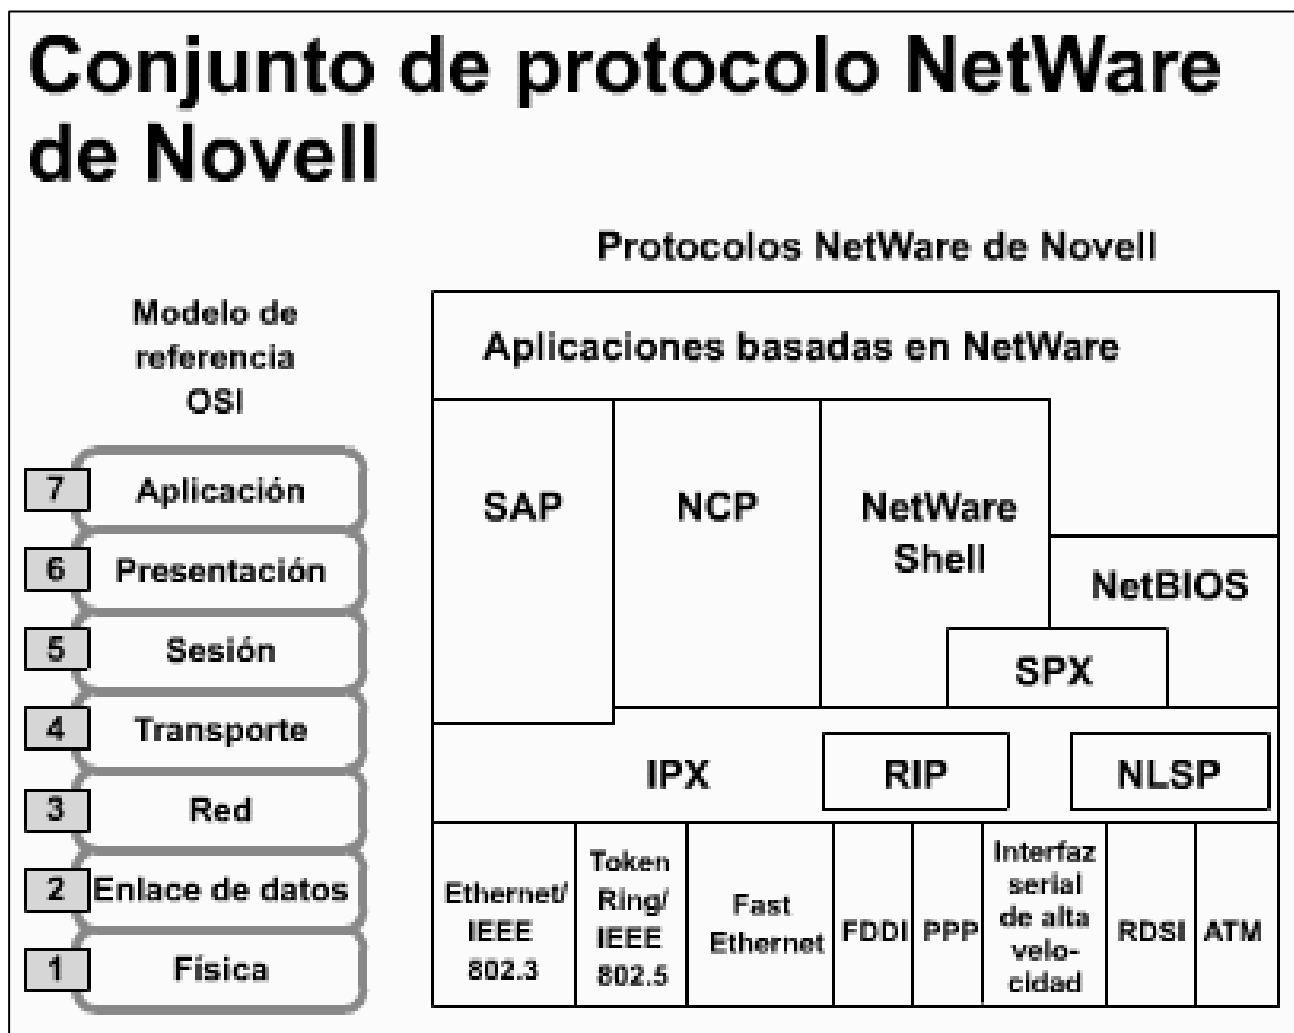 Conjunto de protocolo NetWare
de Novell
Protocolos NetWare de Novell
Modelo de
referencia
OSI
7 Aplicación
6 Presentación
5 Sesión
4 Transporte
3 Red
2 Enlace de datos
1 Física
Aplicaciones basadas en NetWare
SAP
NCP
NetWare
Shell
NetBIOS
SPX
IPX
RIP
NLSP
Ethernet/
IEEE
802.3
Token
Ring/
IEEE
802.5
Fast
Ethernet
FDDI
PPP
Interfaz
serial
de alta
velo-
cidad
RDSI
ATM